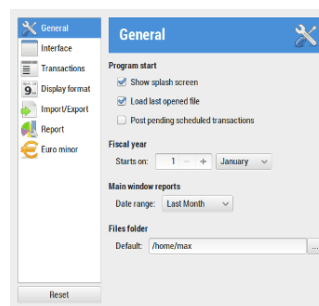 General
Interface
Transactions
Display format
Import/Export
Report
Euro minor
Reset
General
Program start
Show splash screen
Load last opened file
Post pending scheduled transactions
Fiscal year
Starts on: 1 − + January
Main window reports
Date range: Last Month
Files folder
Default: /home/max ...